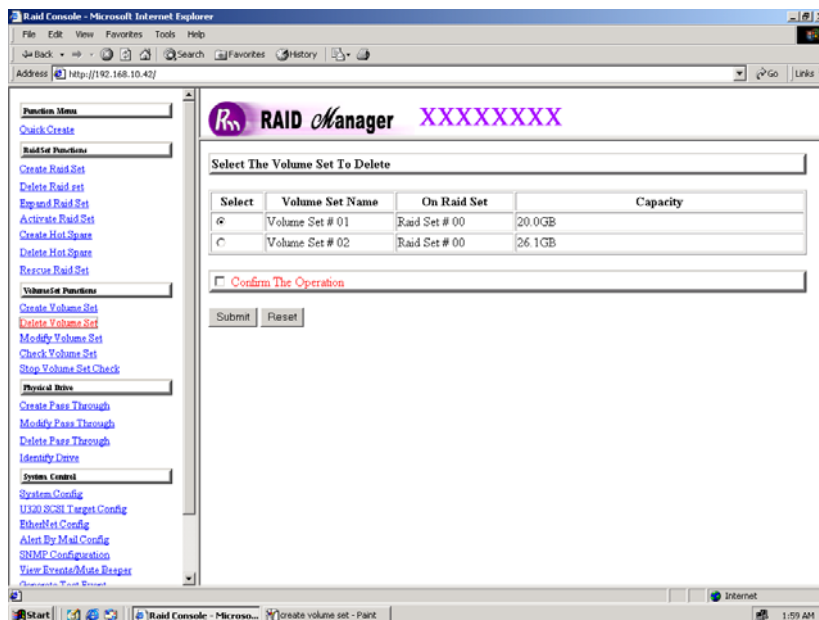 Raid Console - Microsoft Internet Explorer
File Edit View Favorites Tools Help
Back Search Favorites History
Address http://192.168.10.42/ Go Links
Function Menu
Quick Create
RaidSet Functions
Create Raid Set
Delete Raid set
Expand Raid Set
Activate Raid Set
Create Hot Spare
Delete Hot Spare
Rescue Raid Set
VolumeSet Functions
Create Volume Set
Delete Volume Set
Modify Volume Set
Check Volume Set
Stop Volume Set Check
Physical Drive
Create Pass Through
Modify Pass Through
Delete Pass Through
Identify Drive
System Control
System Config
U320 SCSI Target Config
EtherNet Config
Alert By Mail Config
SNMP Configuration
View Events/Mute Beeper
Generate Test Event
Rm RAID Manager XXXXXXXX
Select The Volume Set To Delete
Select Volume Set Name On Raid Set Capacity
Volume Set # 01 Raid Set # 00 20.0GB
Volume Set # 02 Raid Set # 00 26.1GB
Confirm The Operation
Submit Reset
Internet
Start Raid Console - Microso... create volume set - Paint 1:59 AM